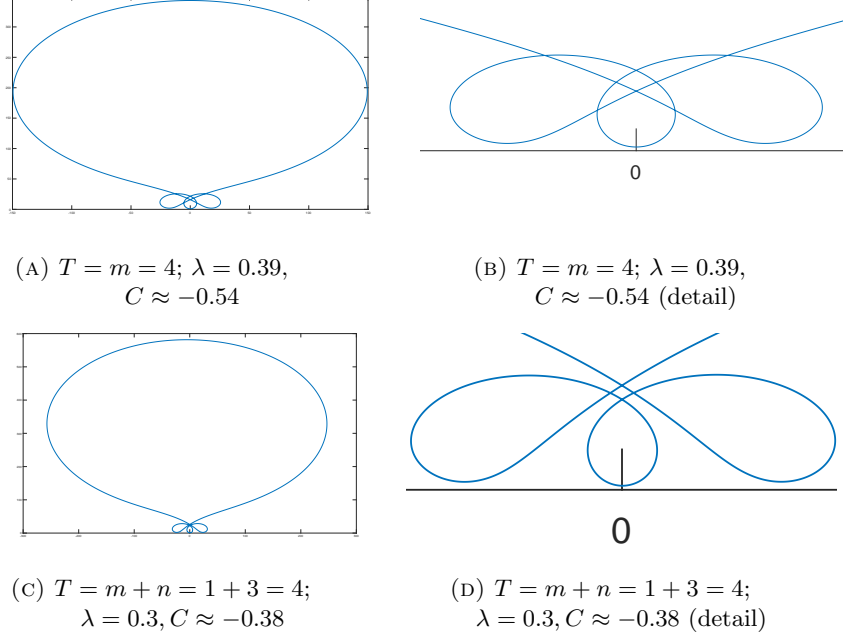 0
(A) T = m = 4; λ = 0.39,
C ≈ −0.54
(B) T = m = 4; λ = 0.39,
C ≈ −0.54 (detail)
0
(C) T = m + n = 1 + 3 = 4;
λ = 0.3, C ≈ −0.38
(D) T = m + n = 1 + 3 = 4;
λ = 0.3, C ≈ −0.38 (detail)